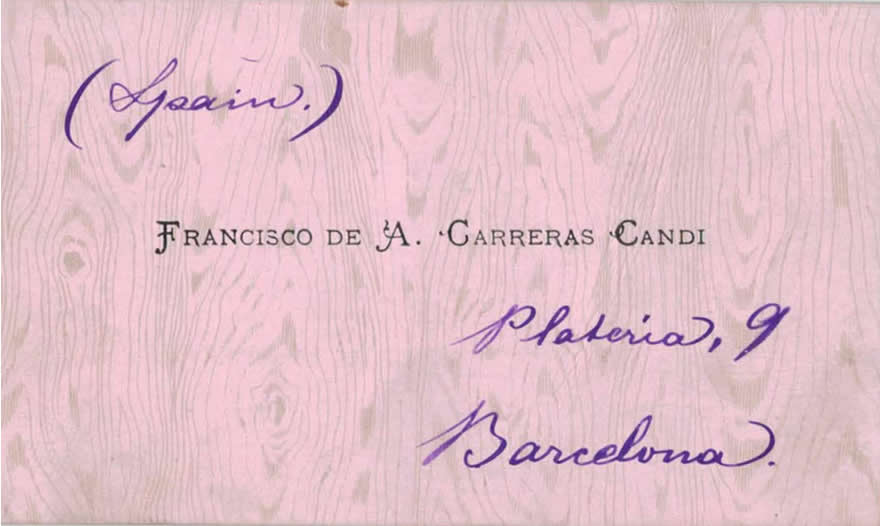 (Spain.)
Francisco de A. Carreras Candi
Plateria, 9
Barcelona.